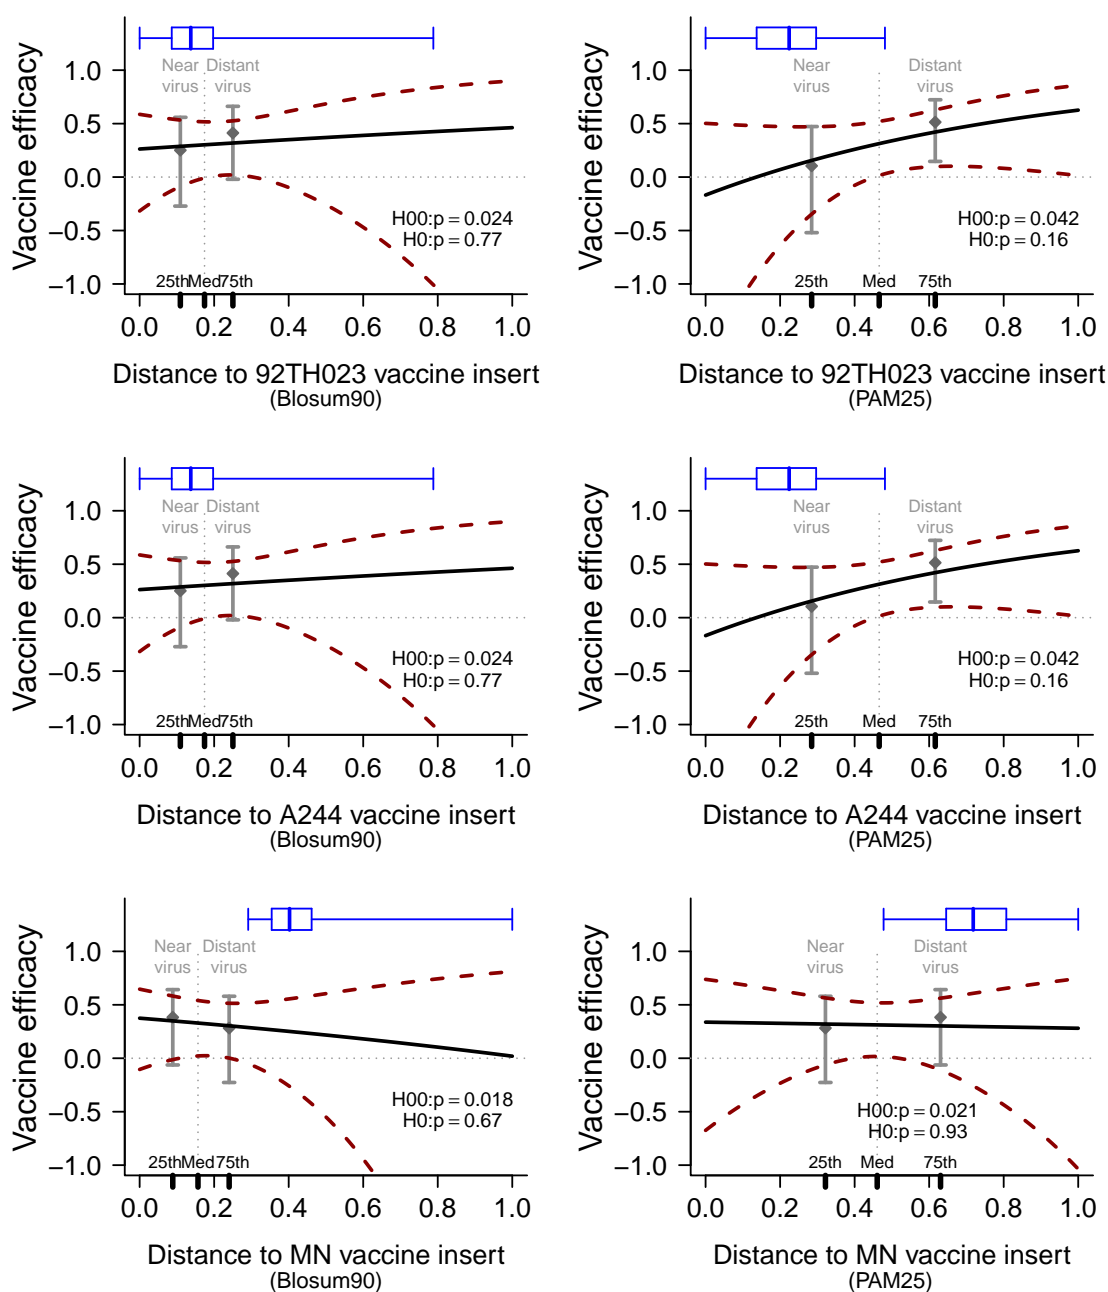 Vaccine efficacy
1.0
0.5
0.0
−0.5
−1.0
Near
virus
Distant
virus
H00:p = 0.024
H0:p = 0.77
25th Med 75th
0.0 0.2 0.4 0.6 0.8 1.0
Distance to 92TH023 vaccine insert
(Blosum90)
Vaccine efficacy
1.0
0.5
0.0
−0.5
−1.0
Near
virus
Distant
virus
H00:p = 0.042
H0:p = 0.16
25th Med 75th
0.0 0.2 0.4 0.6 0.8 1.0
Distance to 92TH023 vaccine insert
(PAM25)
Vaccine efficacy
1.0
0.5
0.0
−0.5
−1.0
Near
virus
Distant
virus
H00:p = 0.024
H0:p = 0.77
25th Med 75th
0.0 0.2 0.4 0.6 0.8 1.0
Distance to A244 vaccine insert
(Blosum90)
Vaccine efficacy
1.0
0.5
0.0
−0.5
−1.0
Near
virus
Distant
virus
H00:p = 0.042
H0:p = 0.16
25th Med 75th
0.0 0.2 0.4 0.6 0.8 1.0
Distance to A244 vaccine insert
(PAM25)
Vaccine efficacy
1.0
0.5
0.0
−0.5
−1.0
Near
virus
Distant
virus
H00:p = 0.018
H0:p = 0.67
25th Med 75th
0.0 0.2 0.4 0.6 0.8 1.0
Distance to MN vaccine insert
(Blosum90)
Vaccine efficacy
1.0
0.5
0.0
−0.5
−1.0
Near
virus
Distant
virus
H00:p = 0.021
H0:p = 0.93
25th Med 75th
0.0 0.2 0.4 0.6 0.8 1.0
Distance to MN vaccine insert
(PAM25)